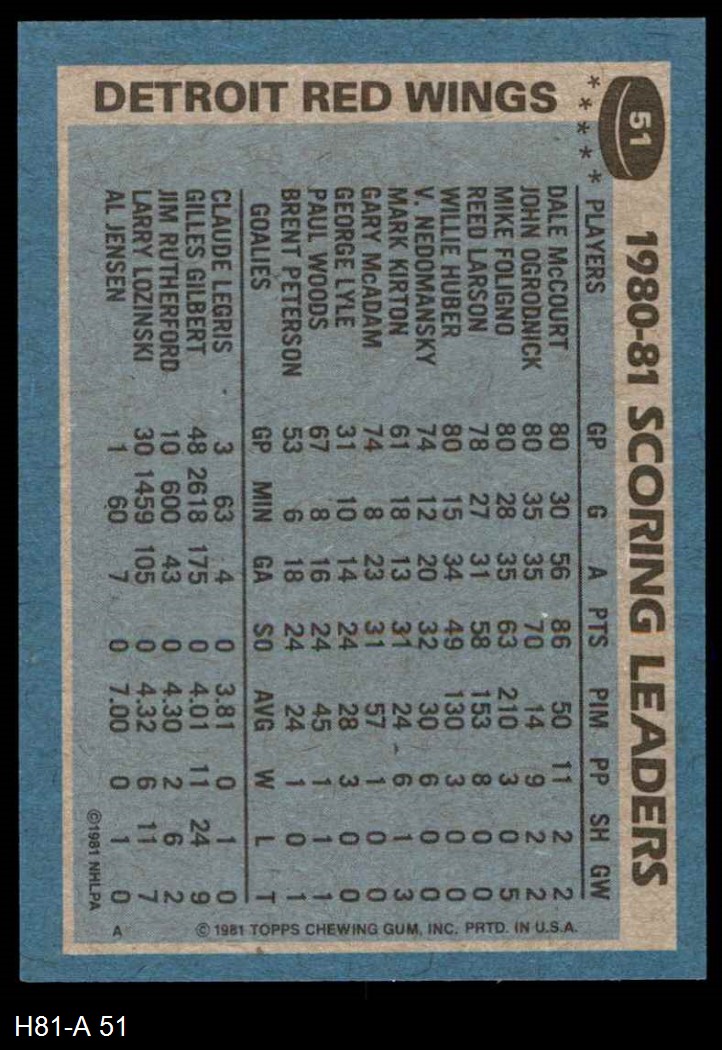 51
1980-81 SCORING LEADERS
DETROIT RED WINGS
PLAYERS GP G A PTS PIM PP SH GW
DALE McCOURT 80 30 56 86 50 11 2 2
JOHN OGRODNICK 80 35 35 70 14 9 2 2
MIKE FOLIGNO 80 28 35 63 210 3 0 5
REED LARSON 78 27 31 58 153 8 0 0
WILLIE HUBER 80 15 34 49 130 3 0 0
V. NEDOMANSKY 74 12 20 32 30 6 0 0
MARK KIRTON 61 18 13 31 24 6 1 3
GARY McADAM 74 8 23 31 57 1 0 0
GEORGE LYLE 31 10 14 24 28 3 0 0
PAUL WOODS 67 8 16 24 45 1 1 1
BRENT PETERSON 53 6 18 24 24 1 0 1
GOALIES GP MIN GA SO AVG W L T
CLAUDE LEGRIS 3 63 4 0 3.81 0 1 0
GILLES GILBERT 48 2618 175 0 4.01 11 24 9
JIM RUTHERFORD 10 600 43 0 4.30 2 6 2
LARRY LOZINSKI 30 1459 105 0 4.32 6 11 7
AL JENSEN 1 60 7 0 7.00 0 1 0
©1981 NHLPA
© 1981 TOPPS CHEWING GUM, INC. PRTD. IN U.S.A.
A
H81-A 51